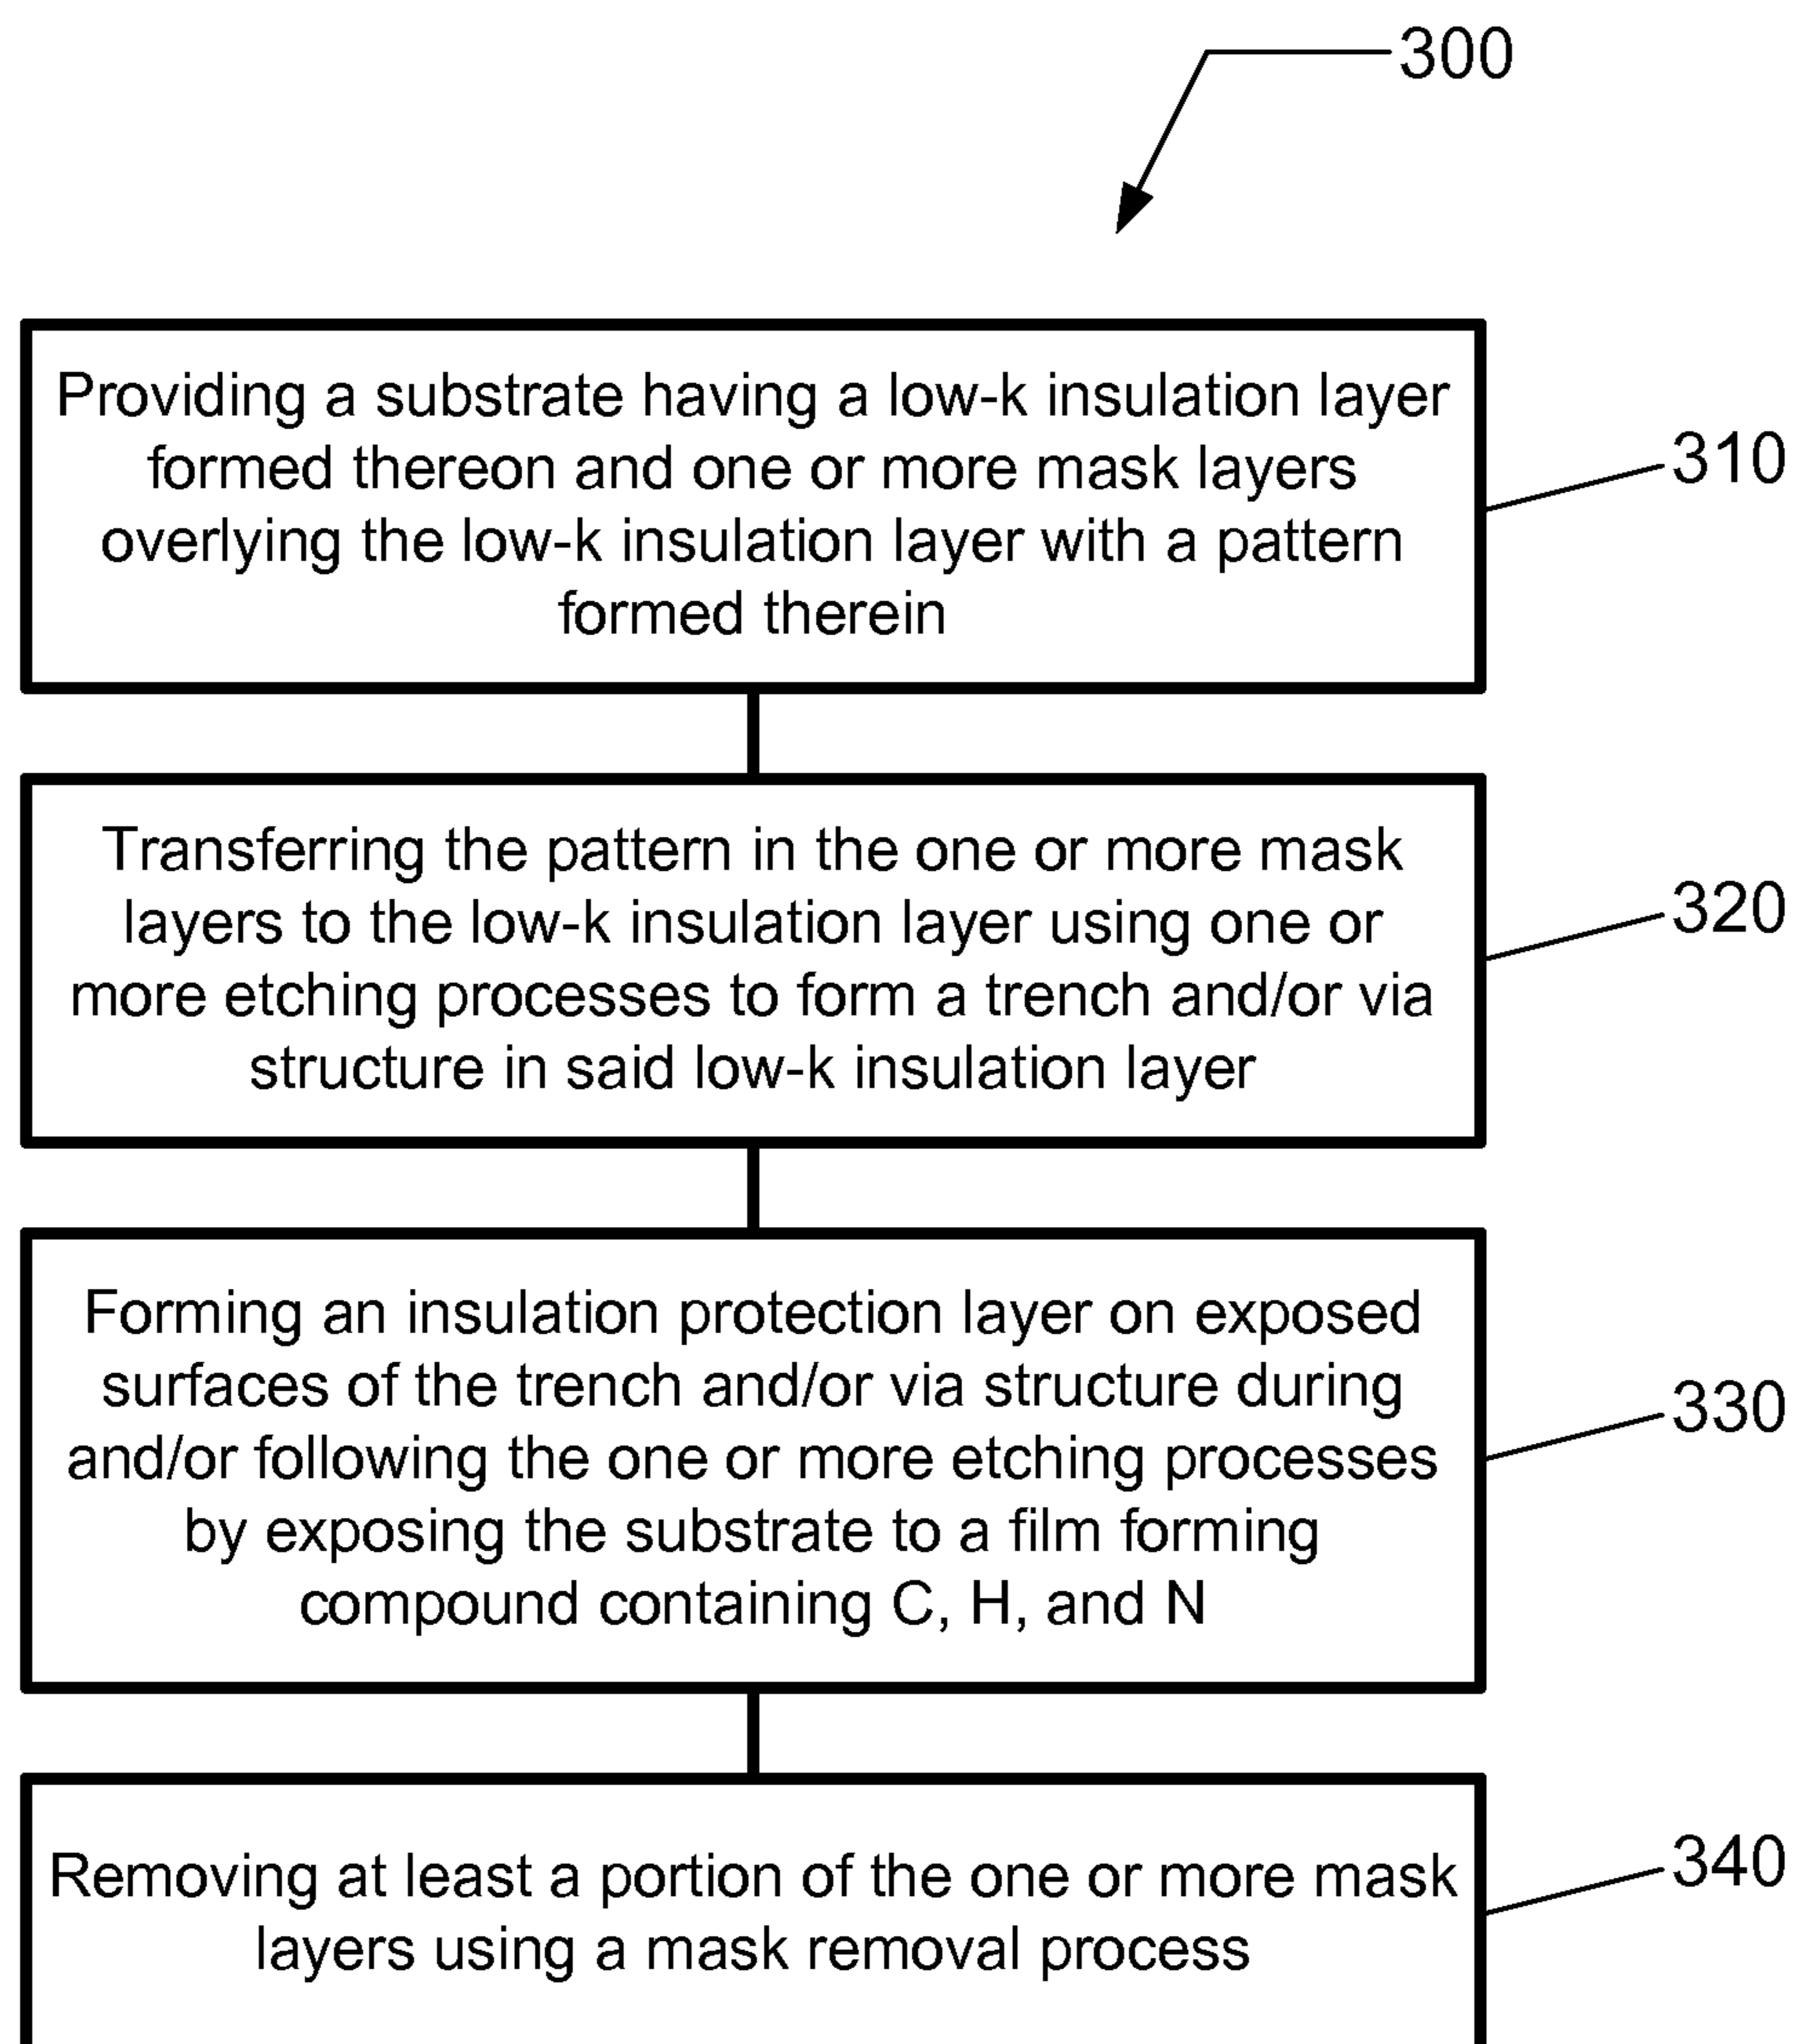 300
Providing a substrate having a low-k insulation layer
formed thereon and one or more mask layers
overlying the low-k insulation layer with a pattern
formed therein
310
Transferring the pattern in the one or more mask
layers to the low-k insulation layer using one or
more etching processes to form a trench and/or via
structure in said low-k insulation layer
320
Forming an insulation protection layer on exposed
surfaces of the trench and/or via structure during
and/or following the one or more etching processes
by exposing the substrate to a film forming
compound containing C, H, and N
330
Removing at least a portion of the one or more mask
layers using a mask removal process
340